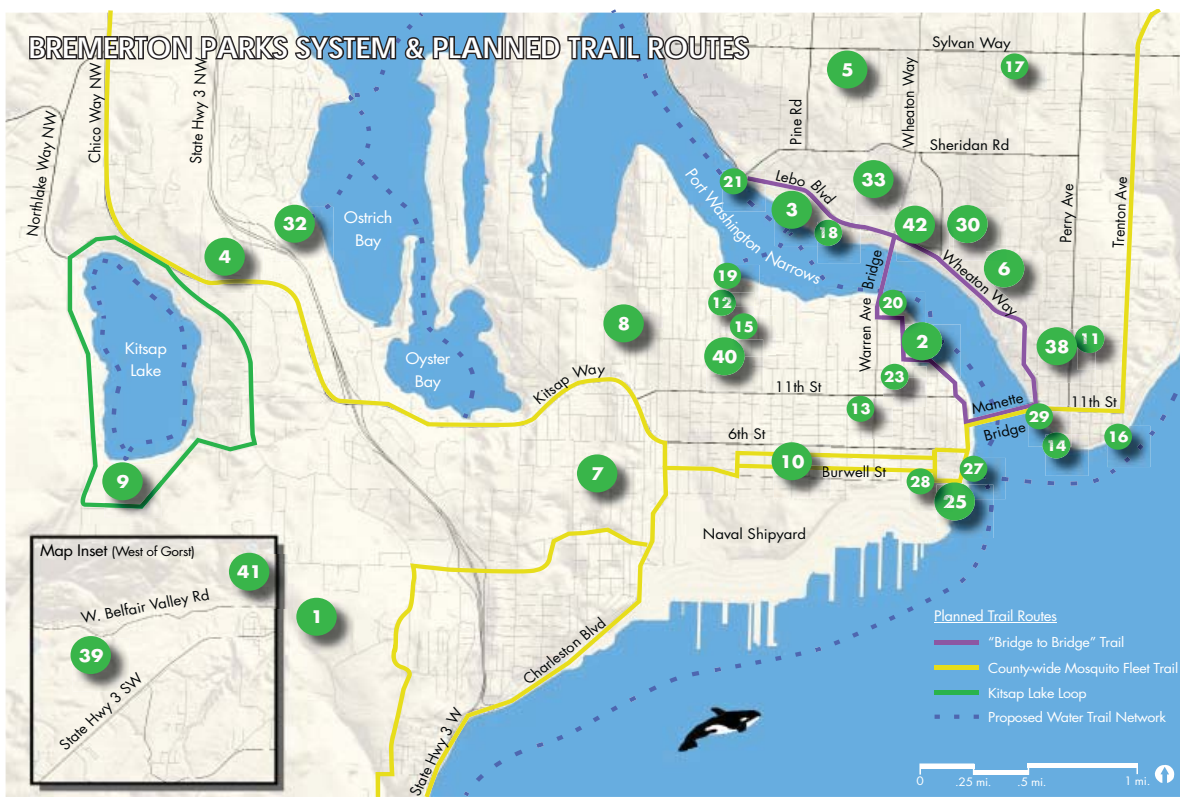 BREMERTON PARKS SYSTEM & PLANNED TRAIL ROUTES
Sylvan Way
5
17
Chico Way NW
State Hwy 3 NW
Northlake Way NW
Pine Rd
Wheaton Way
Sheridan Rd
Perry Ave
Trenton Ave
21
Lebo Blvd
33
3
18
42
30
Port Washington Narrows
32
Ostrich
Bay
4
6
Wheaton Way
19
12
15
40
8
Warren Ave Bridge
20
2
38
11
Kitsap
Lake
Oyster
Bay
23
Kitsap Way
11th St
13
Manette
Bridge
29
11th St
14
16
6th St
10
Burwell St
27
28
25
7
9
Naval Shipyard
Map Inset (West of Gorst)
41
W. Belfair Valley Rd
39
State Hwy 3 SW
1
Charleston Blvd
State Hwy 3 W
Planned Trail Routes
“Bridge to Bridge” Trail
County-wide Mosquito Fleet Trail
Kitsap Lake Loop
Proposed Water Trail Network
0 .25 mi. .5 mi. 1 mi.